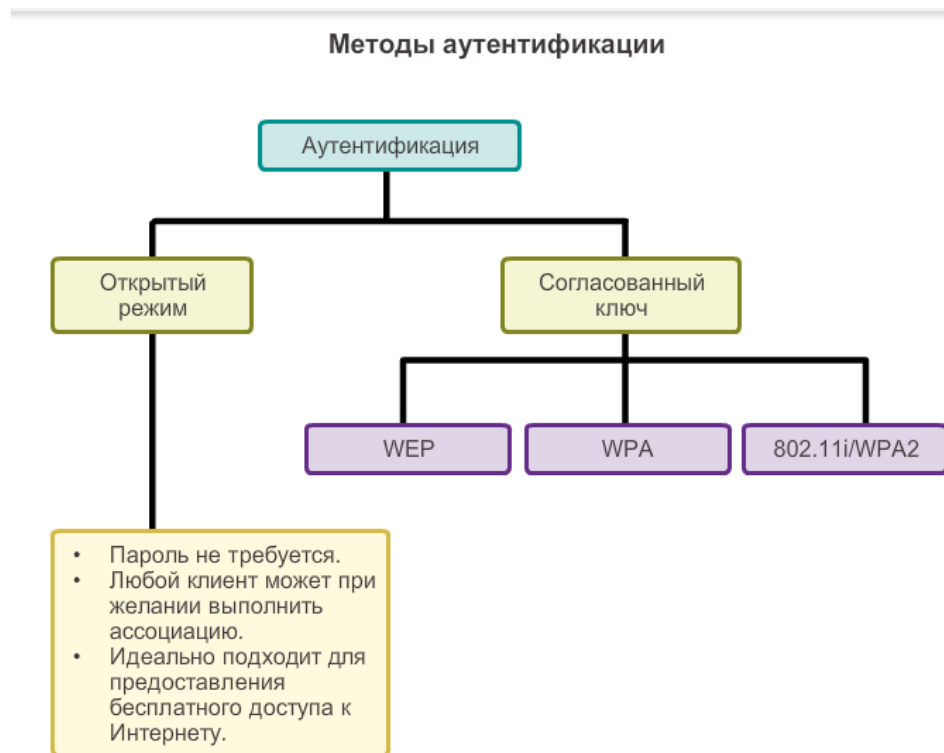 Методы аутентификации
Аутентификация
Открытый
режим
Согласованный
ключ
WEP
WPA
802.11i/WPA2
• Пароль не требуется.
• Любой клиент может при
желании выполнить
ассоциацию.
• Идеально подходит для
предоставления
бесплатного доступа к
Интернету.